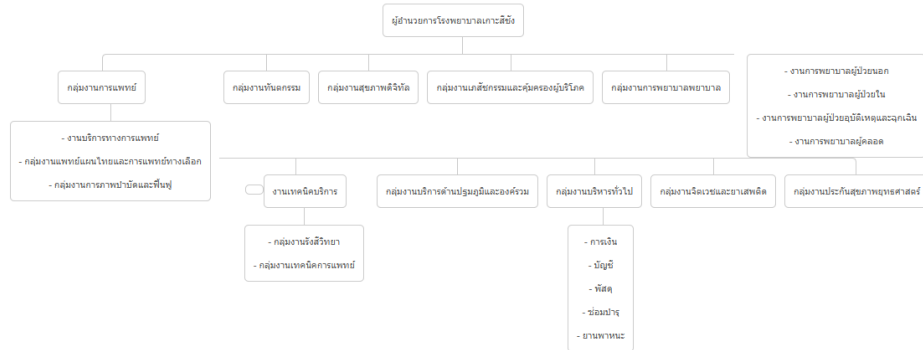 ผู้อำนวยการโรงพยาบาลเกาะสีชัง
กลุ่มงานการแพทย์
กลุ่มงานทันตกรรม
กลุ่มงานสุขภาพดิจิทัล
กลุ่มงานเภสัชกรรมและคุ้มครองผู้บริโภค
กลุ่มงานการพยาบาลพยาบาล
- งานการพยาบาลผู้ป่วยนอก
- งานการพยาบาลผู้ป่วยใน
- งานการพยาบาลผู้ป่วยอุบัติเหตุและฉุกเฉิน
- งานการพยาบาลผู้คลอด
- งานบริการทางการแพทย์
- กลุ่มงานแพทย์แผนไทยและการแพทย์ทางเลือก
- กลุ่มงานการภาพบำบัดและฟื้นฟู
งานเทคนิคบริการ
กลุ่มงานบริการด้านปฐมภูมิและองค์รวม
กลุ่มงานบริหารทั่วไป
กลุ่มงานจิตเวชและยาเสพติด
กลุ่มงานประกันสุขภาพยุทธศาสตร์
- กลุ่มงานรังสีวิทยา
- กลุ่มงานเทคนิคการแพทย์
- การเงิน
- บัญชี
- พัสดุ
- ซ่อมบำรุ
- ยานพาหนะ